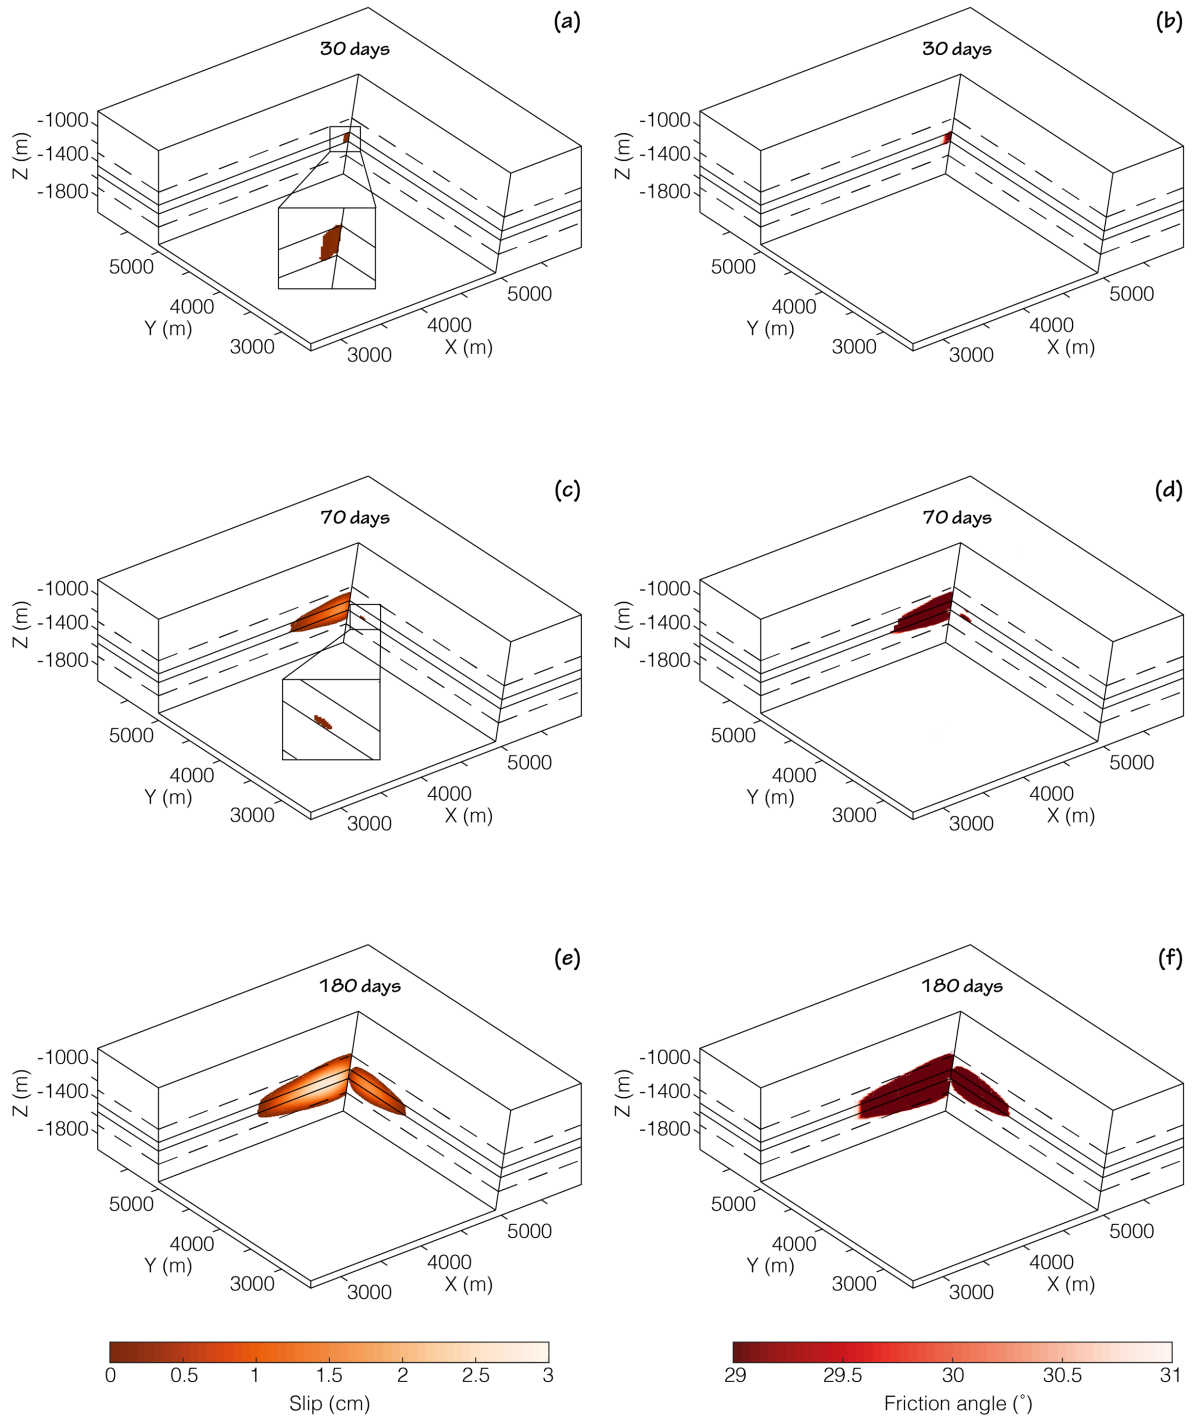 (a)
30 days
-1000
-1400
-1800
Z (m)
5000
4000
3000
Y (m)
3000
4000
5000
X (m)
(b)
30 days
-1000
-1400
-1800
Z (m)
5000
4000
3000
Y (m)
3000
4000
5000
X (m)
(c)
70 days
-1000
-1400
-1800
Z (m)
5000
4000
3000
Y (m)
3000
4000
5000
X (m)
(d)
70 days
-1000
-1400
-1800
Z (m)
5000
4000
3000
Y (m)
3000
4000
5000
X (m)
(e)
180 days
-1000
-1400
-1800
Z (m)
5000
4000
3000
Y (m)
3000
4000
5000
X (m)
(f)
180 days
-1000
-1400
-1800
Z (m)
5000
4000
3000
Y (m)
3000
4000
5000
X (m)
0 0.5 1 1.5 2 2.5 3
Slip (cm)
29 29.5 30 30.5 31
Friction angle (˚)